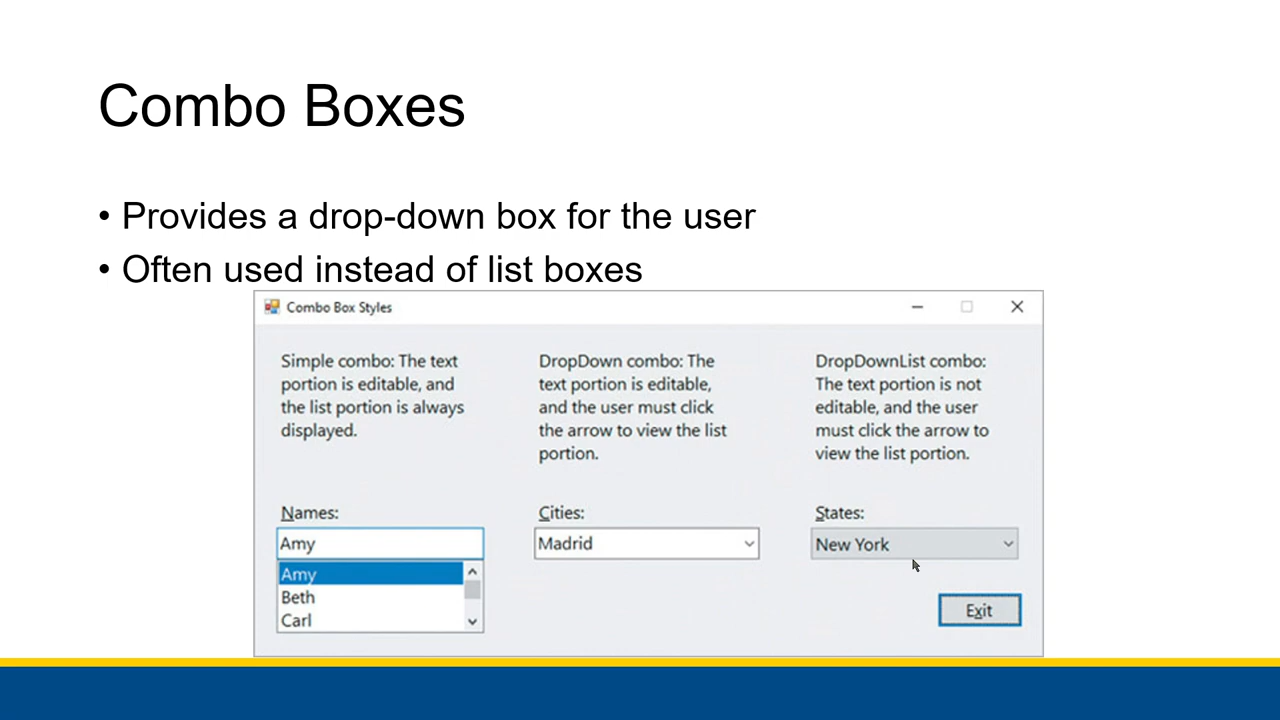 Combo Boxes
• Provides a drop-down box for the user
• Often used instead of list boxes
Combo Box Styles
Simple combo: The text
portion is editable, and
the list portion is always
displayed.
DropDown combo: The
text portion is editable,
and the user must click
the arrow to view the list
portion.
DropDownList combo:
The text portion is not
editable, and the user
must click the arrow to
view the list portion.
Names:
Amy
Amy
Beth
Carl
Cities:
Madrid
States:
New York
Exit